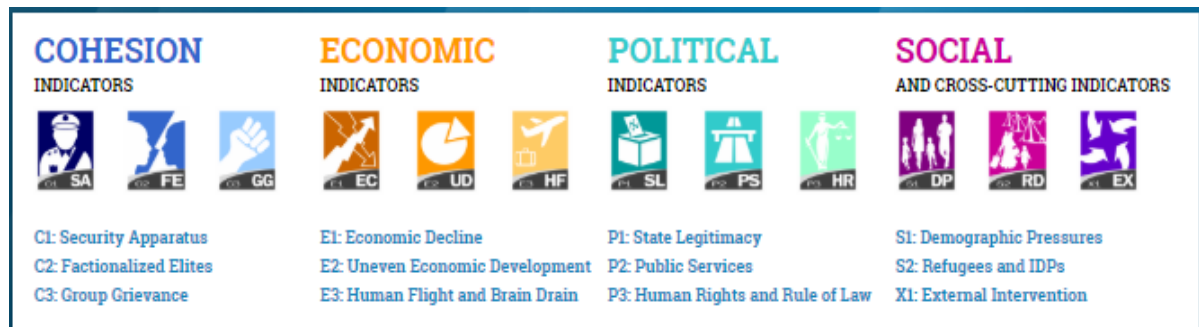 COHESION
INDICATORS
C1 SA
C2 FE
C3 GG
C1: Security Apparatus
C2: Factionalized Elites
C3: Group Grievance
ECONOMIC
INDICATORS
E1 EC
E2 UD
E3 HF
E1: Economic Decline
E2: Uneven Economic Development
E3: Human Flight and Brain Drain
POLITICAL
INDICATORS
P1 SL
P2 PS
P3 HR
P1: State Legitimacy
P2: Public Services
P3: Human Rights and Rule of Law
SOCIAL
AND CROSS-CUTTING INDICATORS
S1 DP
S2 RD
X1 EX
S1: Demographic Pressures
S2: Refugees and IDPs
X1: External Intervention